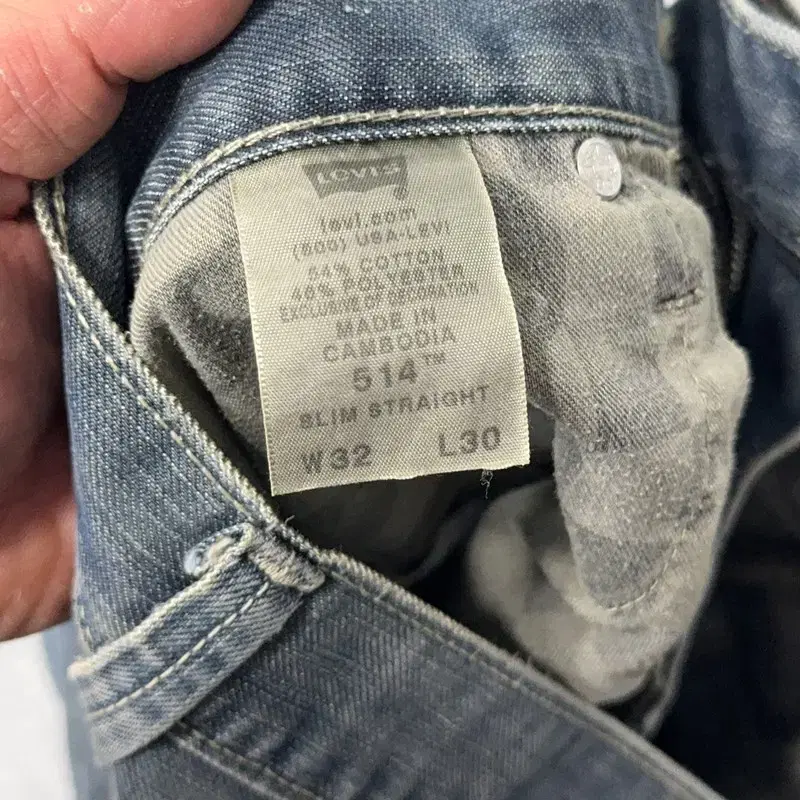 LEVI'S
levi.com
(800) USA-LEVI
54% COTTON
46% POLYESTER
EXCLUSIVE OF DECORATION
MADE IN
CAMBODIA
514™
SLIM STRAIGHT
W32 L30